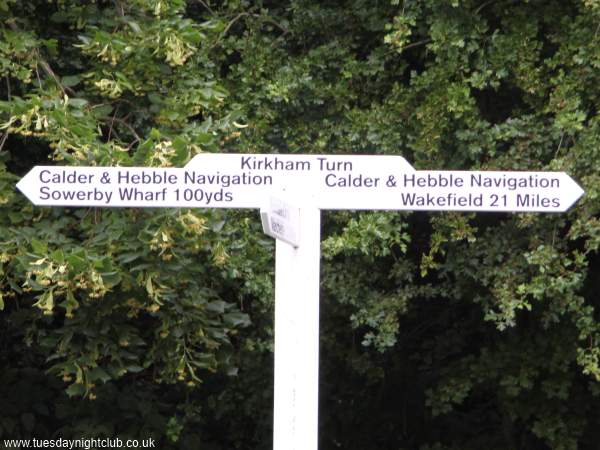 Kirkham Turn
Calder & Hebble Navigation
Sowerby Wharf 100yds
Calder & Hebble Navigation
Wakefield 21 Miles
www.tuesdaynightclub.co.uk